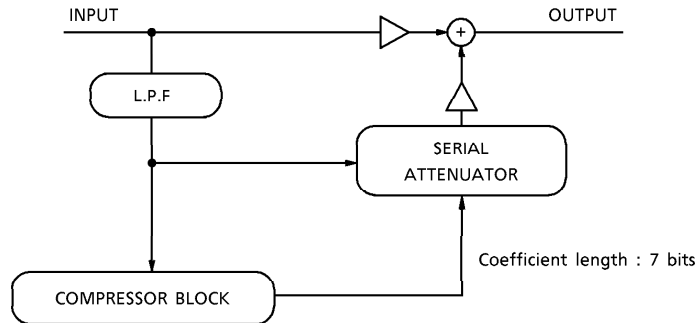 INPUT
OUTPUT
+
L.P.F
SERIAL
ATTENUATOR
Coefficient length : 7 bits
COMPRESSOR BLOCK